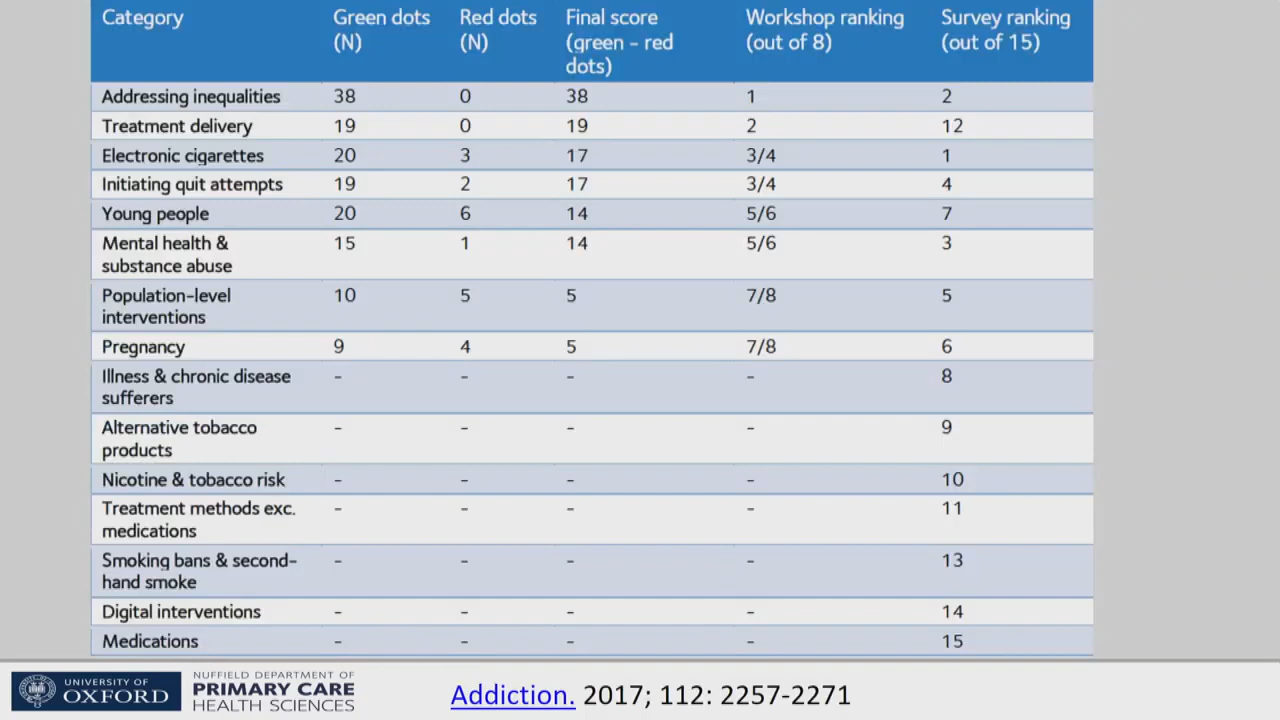 Category Green dots (N) Red dots (N) Final score (green - red dots) Workshop ranking (out of 8) Survey ranking (out of 15)
Addressing inequalities 38 0 38 1 2
Treatment delivery 19 0 19 2 12
Electronic cigarettes 20 3 17 3/4 1
Initiating quit attempts 19 2 17 3/4 4
Young people 20 6 14 5/6 7
Mental health & substance abuse 15 1 14 5/6 3
Population-level interventions 10 5 5 7/8 5
Pregnancy 9 4 5 7/8 6
Illness & chronic disease sufferers - - - - 8
Alternative tobacco products - - - - 9
Nicotine & tobacco risk - - - - 10
Treatment methods exc. medications - - - - 11
Smoking bans & second-hand smoke - - - - 13
Digital interventions - - - - 14
Medications - - - - 15
UNIVERSITY OF
OXFORD
NUFFIELD DEPARTMENT OF
PRIMARY CARE
HEALTH SCIENCES
Addiction. 2017; 112: 2257-2271